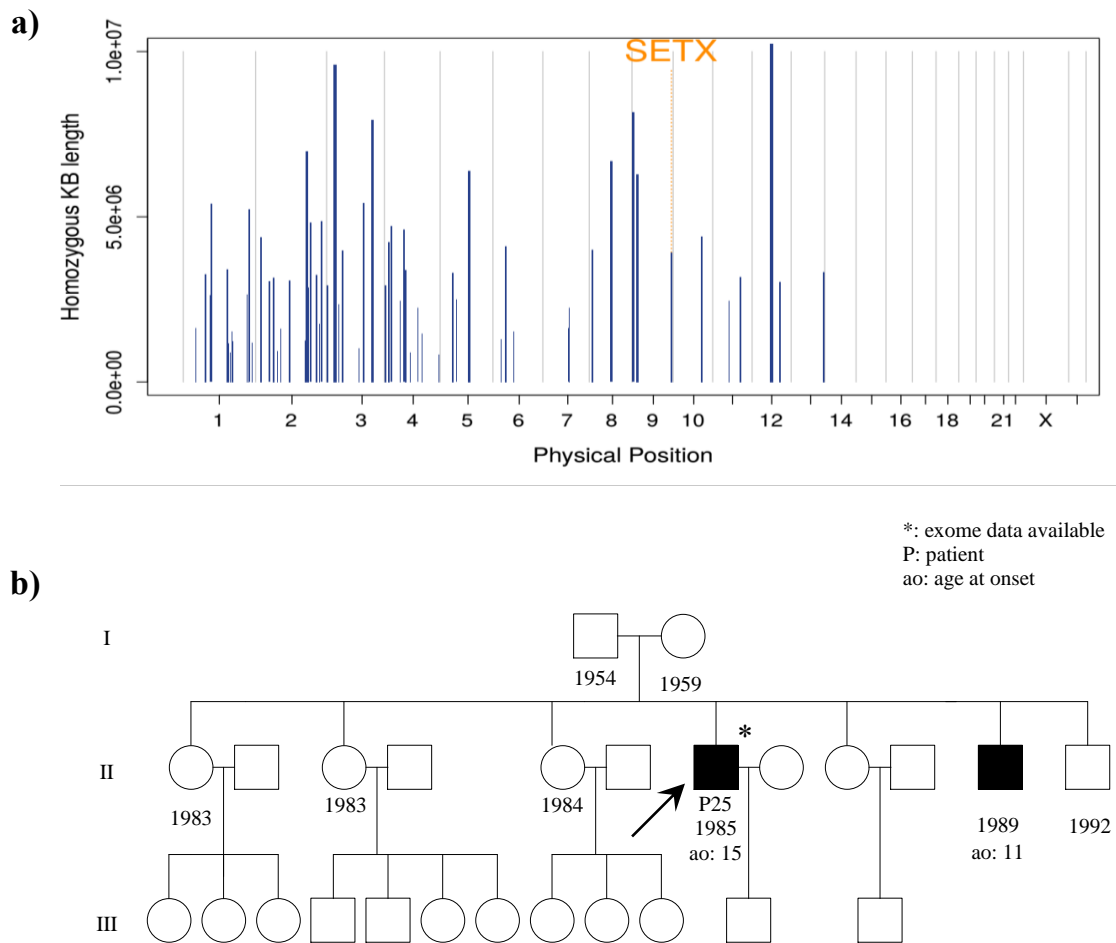 a)
SETX
Homozygous KB length
1.0e+07
5.0e+06
0.0e+00
1 2 3 4 5 6 7 8 9 10 12 14 16 18 21 X
Physical Position
*: exome data available
P: patient
ao: age at onset
b)
I
1954 1959
*
II
1983 1983 1984 P25 1989 1992
1985 ao: 11
ao: 15
III